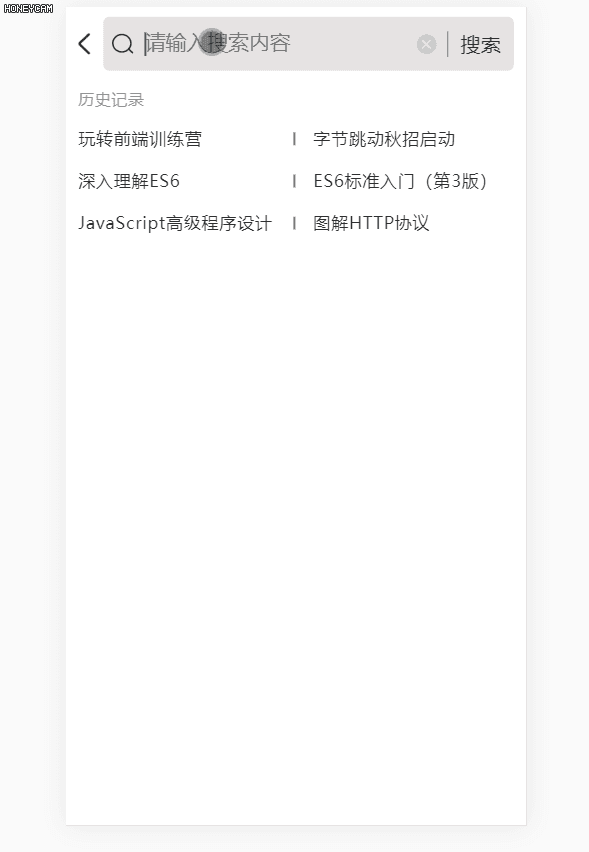 HONEYCAM
请输入搜索内容 搜索
历史记录
玩转前端训练营 字节跳动秋招启动
深入理解ES6 ES6标准入门（第3版）
JavaScript高级程序设计 图解HTTP协议